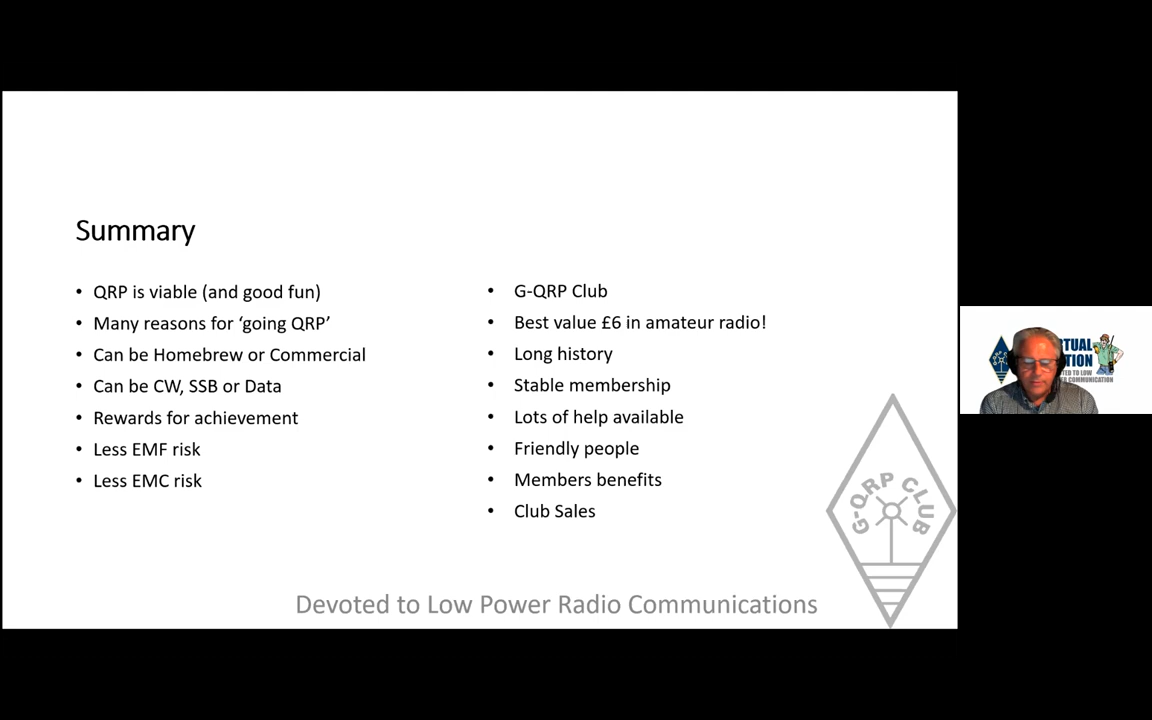 Summary
• QRP is viable (and good fun)
• Many reasons for ‘going QRP’
• Can be Homebrew or Commercial
• Can be CW, SSB or Data
• Rewards for achievement
• Less EMF risk
• Less EMC risk
• G-QRP Club
• Best value £6 in amateur radio!
• Long history
• Stable membership
• Lots of help available
• Friendly people
• Members benefits
• Club Sales
G-QRP CLUB
Devoted to Low Power Radio Communications
TO LOW
COMMUNICATION